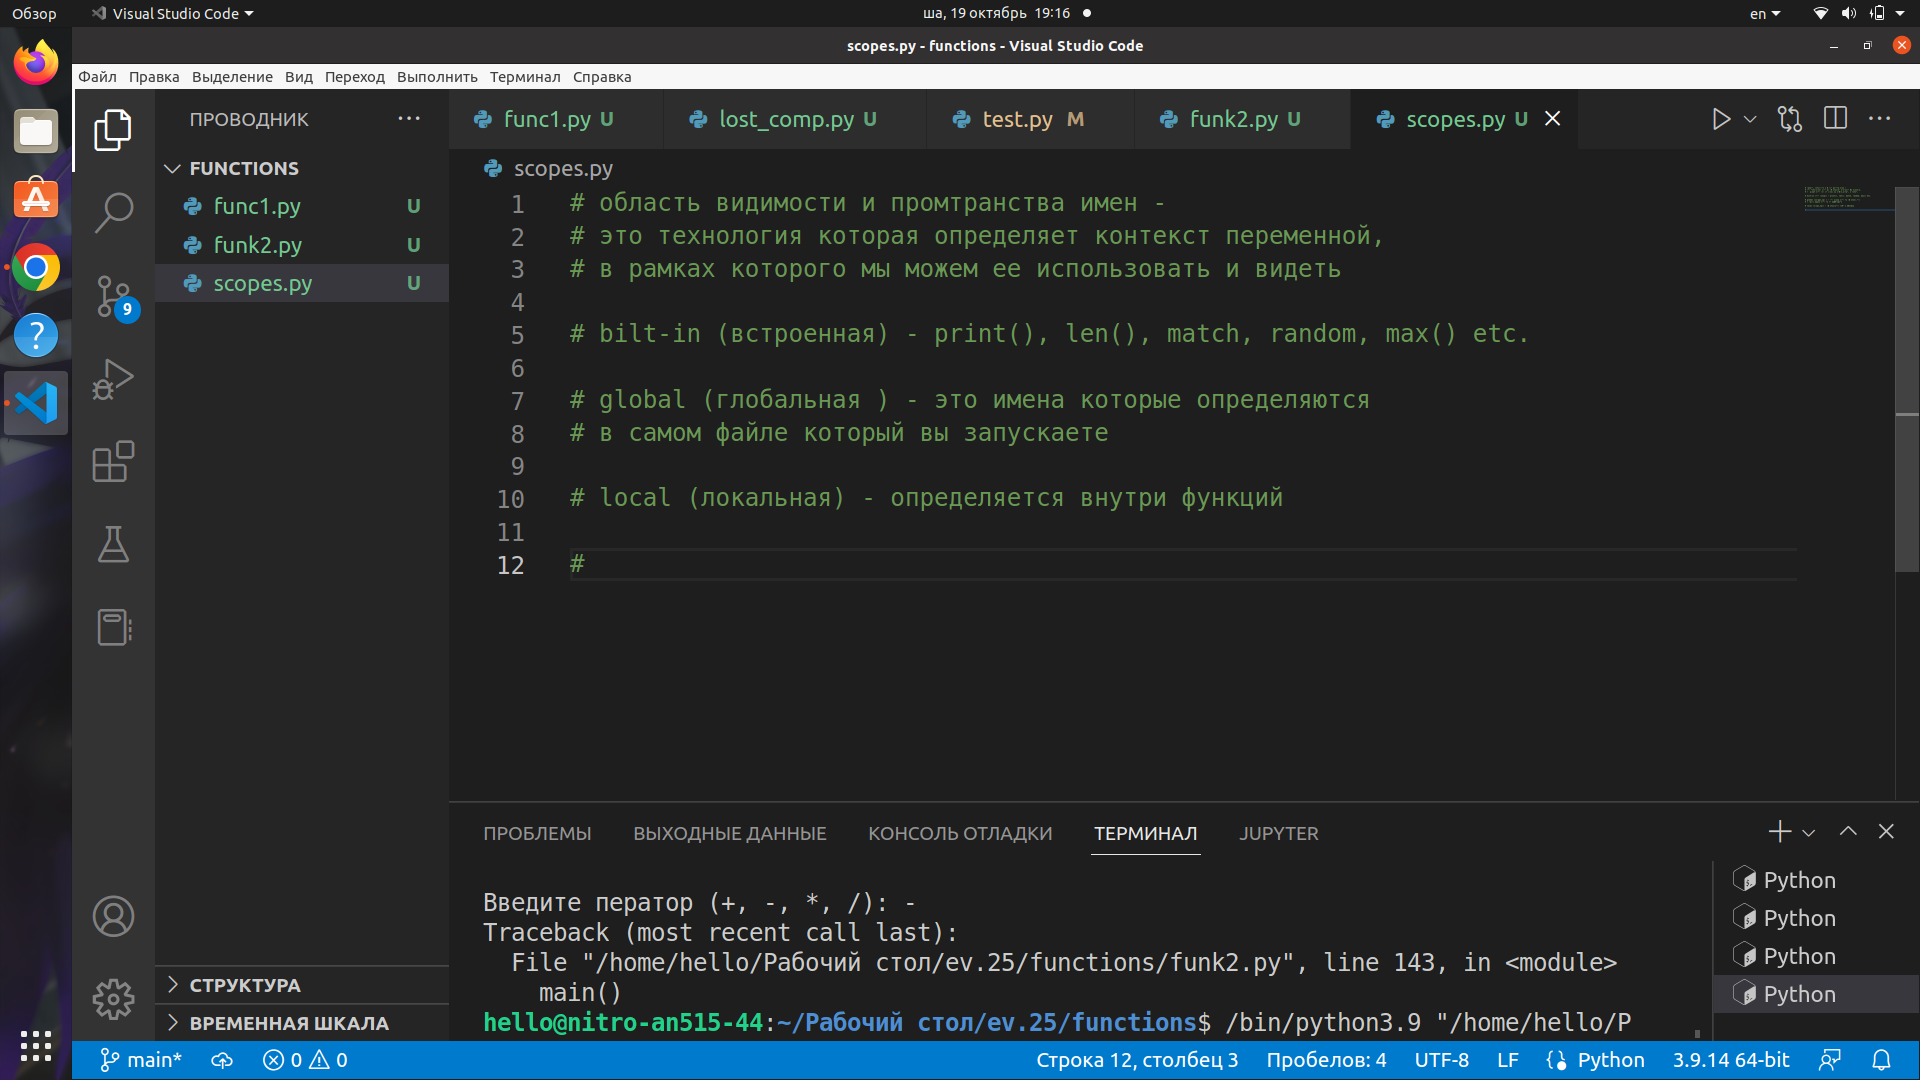 Обзор
Visual Studio Code
ша, 19 октябрь 19:16
en
scopes.py - functions - Visual Studio Code
Файл Правка Выделение Вид Переход Выполнить Терминал Справка
ПРОВОДНИК
func1.py U
lost_comp.py U
test.py M
funk2.py U
scopes.py U
FUNCTIONS
func1.py U
funk2.py U
scopes.py U
9
scopes.py
1 # область видимости и промтранства имен -
2 # это технология которая определяет контекст переменной,
3 # в рамках которого мы можем ее использовать и видеть
4
5 # bilt-in (встроенная) - print(), len(), match, random, max() etc.
6
7 # global (глобальная ) - это имена которые определяются
8 # в самом файле который вы запускаете
9
10 # local (локальная) - определяется внутри функций
11
12 #
ПРОБЛЕМЫ ВЫХОДНЫЕ ДАННЫЕ КОНСОЛЬ ОТЛАДКИ ТЕРМИНАЛ JUPYTER
Введите ператор (+, -, *, /): -
Traceback (most recent call last):
File "/home/hello/Рабочий стол/ev.25/functions/funk2.py", line 143, in <module>
main()
hello@nitro-an515-44:~/Рабочий стол/ev.25/functions$ /bin/python3.9 "/home/hello/Р
Python
Python
Python
Python
СТРУКТУРА
ВРЕМЕННАЯ ШКАЛА
main* 0 0
Строка 12, столбец 3 Пробелов: 4 UTF-8 LF Python 3.9.14 64-bit